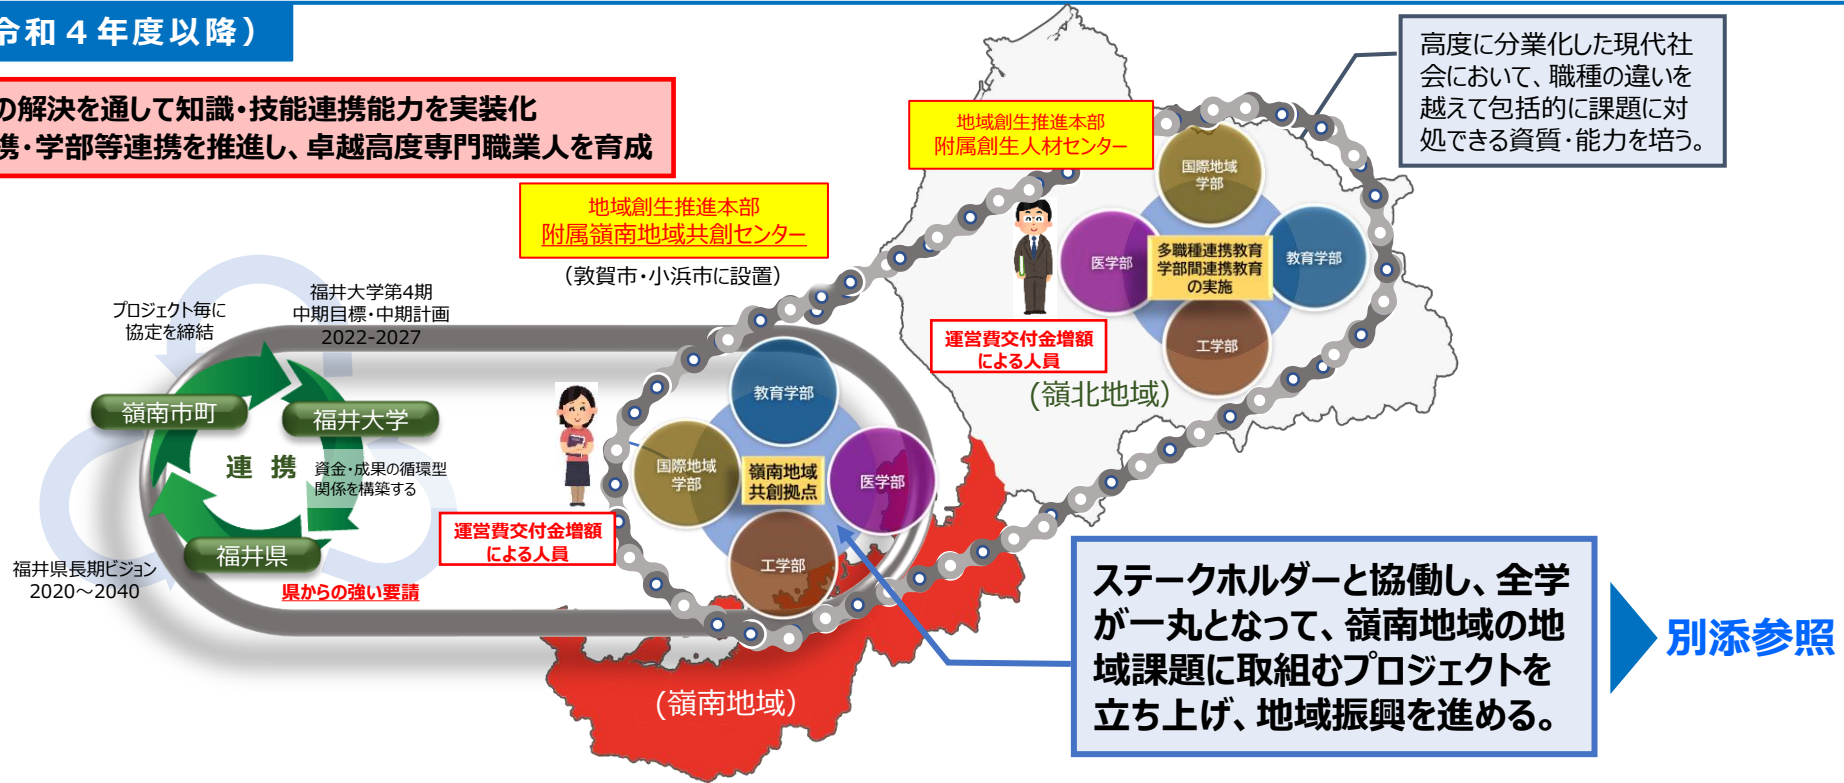 令和４年度以降）
の解決を通して知識・技能連携能力を実装化
携・学部等連携を推進し、卓越高度専門職業人を育成
高度に分業化した現代社
会において、職種の違いを
越えて包括的に課題に対
処できる資質・能力を培う。
地域創生推進本部
附属創生人材センター
地域創生推進本部
附属嶺南地域共創センター
（敦賀市・小浜市に設置）
国際地域
学部
医学部
多職種連携教育
学部間連携教育
の実施
教育学部
工学部
運営費交付金増額
による人員
(嶺北地域）
プロジェクト毎に
協定を締結
福井大学第4期
中期目標・中期計画
2022-2027
嶺南市町
福井大学
連 携
資金・成果の循環型
関係を構築する
福井県
福井県長期ビジョン
2020～2040
県からの強い要請
教育学部
国際地域
学部
嶺南地域
共創拠点
医学部
工学部
運営費交付金増額
による人員
(嶺南地域）
ステークホルダーと協働し、全学
が一丸となって、嶺南地域の地
域課題に取組むプロジェクトを
立ち上げ、地域振興を進める。
別添参照